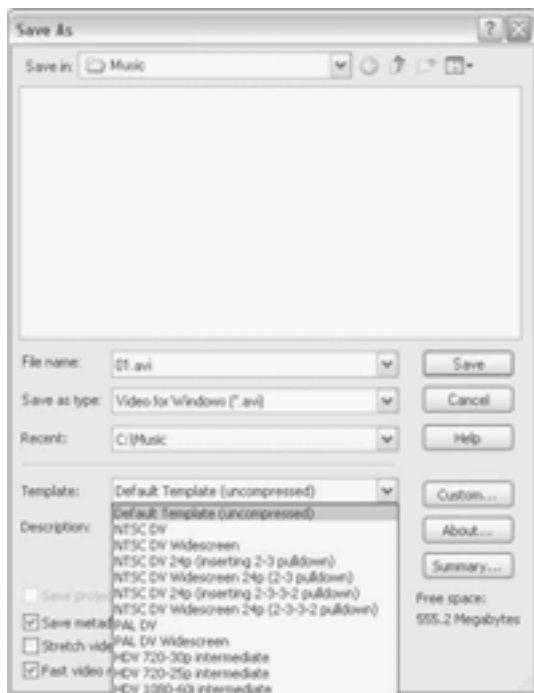 Save As
Save in: Music
File name: 01.avi Save
Save as type: Video for Windows (*.avi) Cancel
Recent: C:\Music Help
Template: Default Template (uncompressed) Custom...
Default Template (uncompressed)
Description: NTSC DV About...
NTSC DV Widescreen
NTSC DV 24p (inserting 2-3 pulldown)
NTSC DV Widescreen 24p (2-3 pulldown) Summary...
NTSC DV 24p (inserting 2-3-3-2 pulldown)
Save projec Free space:
NTSC DV Widescreen 24p (2-3-3-2 pulldown)
Save metad PAL DV 555.2 Megabytes
Stretch vide PAL DV Widescreen
HDV 720-30p intermediate
Fast video HDV 720-25p intermediate
HDV 1080-60i intermediate